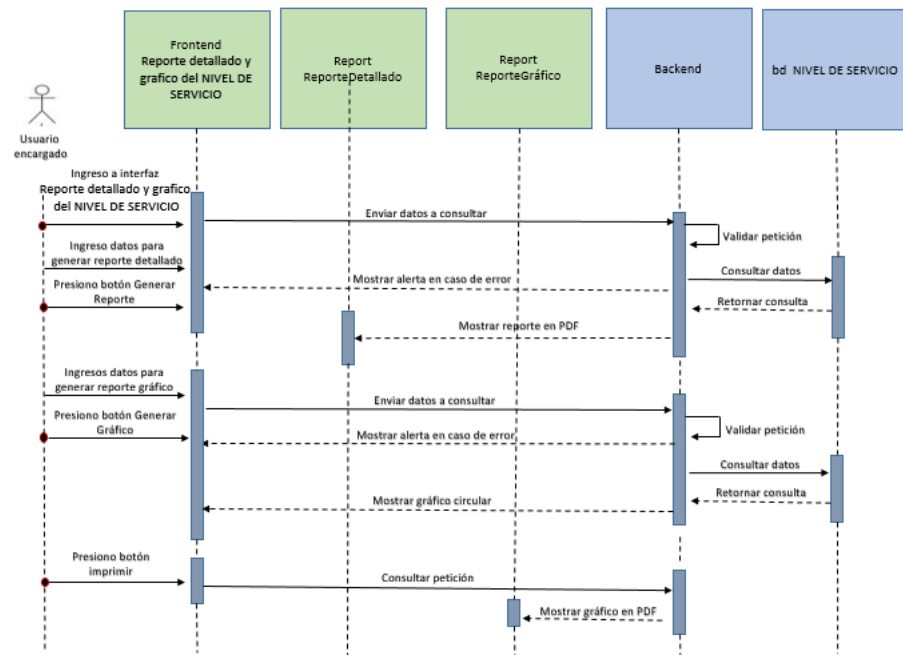 Frontend
Reporte detallado y
grafico del NIVEL DE
SERVICIO
Report
ReporteDetallado
Report
ReporteGráfico
Backend
bd NIVEL DE SERVICIO
Usuario
encargado
Ingreso a interfaz
Reporte detallado y grafico
del NIVEL DE SERVICIO
Enviar datos a consultar
Validar petición
Ingreso datos para
generar reporte detallado
Mostrar alerta en caso de error
Consultar datos
Presiono botón Generar
Reporte
Retornar consulta
Mostrar reporte en PDF
Ingresos datos para
generar reporte gráfico
Enviar datos a consultar
Presiono botón Generar
Gráfico
Validar petición
Mostrar alerta en caso de error
Consultar datos
Retornar consulta
Mostrar gráfico circular
Presiono botón
imprimir
Consultar petición
Mostrar gráfico en PDF